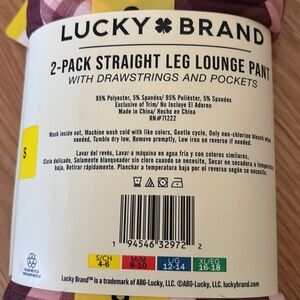 LUCKY BRAND
2-PACK STRAIGHT LEG LOUNGE PANT
WITH DRAWSTRINGS AND POCKETS
95% Polyester, 5% Spandex/ 95% Poliéster, 5% Spandex
Exclusive of Trim/ No Incluye El Adorno
Made in China/ Hecho en China
RN#71222
S
Wash inside out, Machine wash cold with like colors, Gentle cycle, Only non-chlorine bleach when
needed, Tumble dry low, Remove promptly, Low iron on reverse if needed.
Lavar del revés, Lavar a máquina en agua fría y con colores similares,
Ciclo delicado, Solamente blanqueador sin cloro cuando se necesite, Secar en secadora a temperatura
baja, Retirar rápidamente, Planchar a temperatura baja por el reverso según se necesite.
1 94546 32972 2
S/CH M/M L/G XL/EG
4-6 8-10 12-14 16-18
Lucky Brand™ is a trademark of ABG-Lucky, LLC. ©ABG-Lucky, LLC